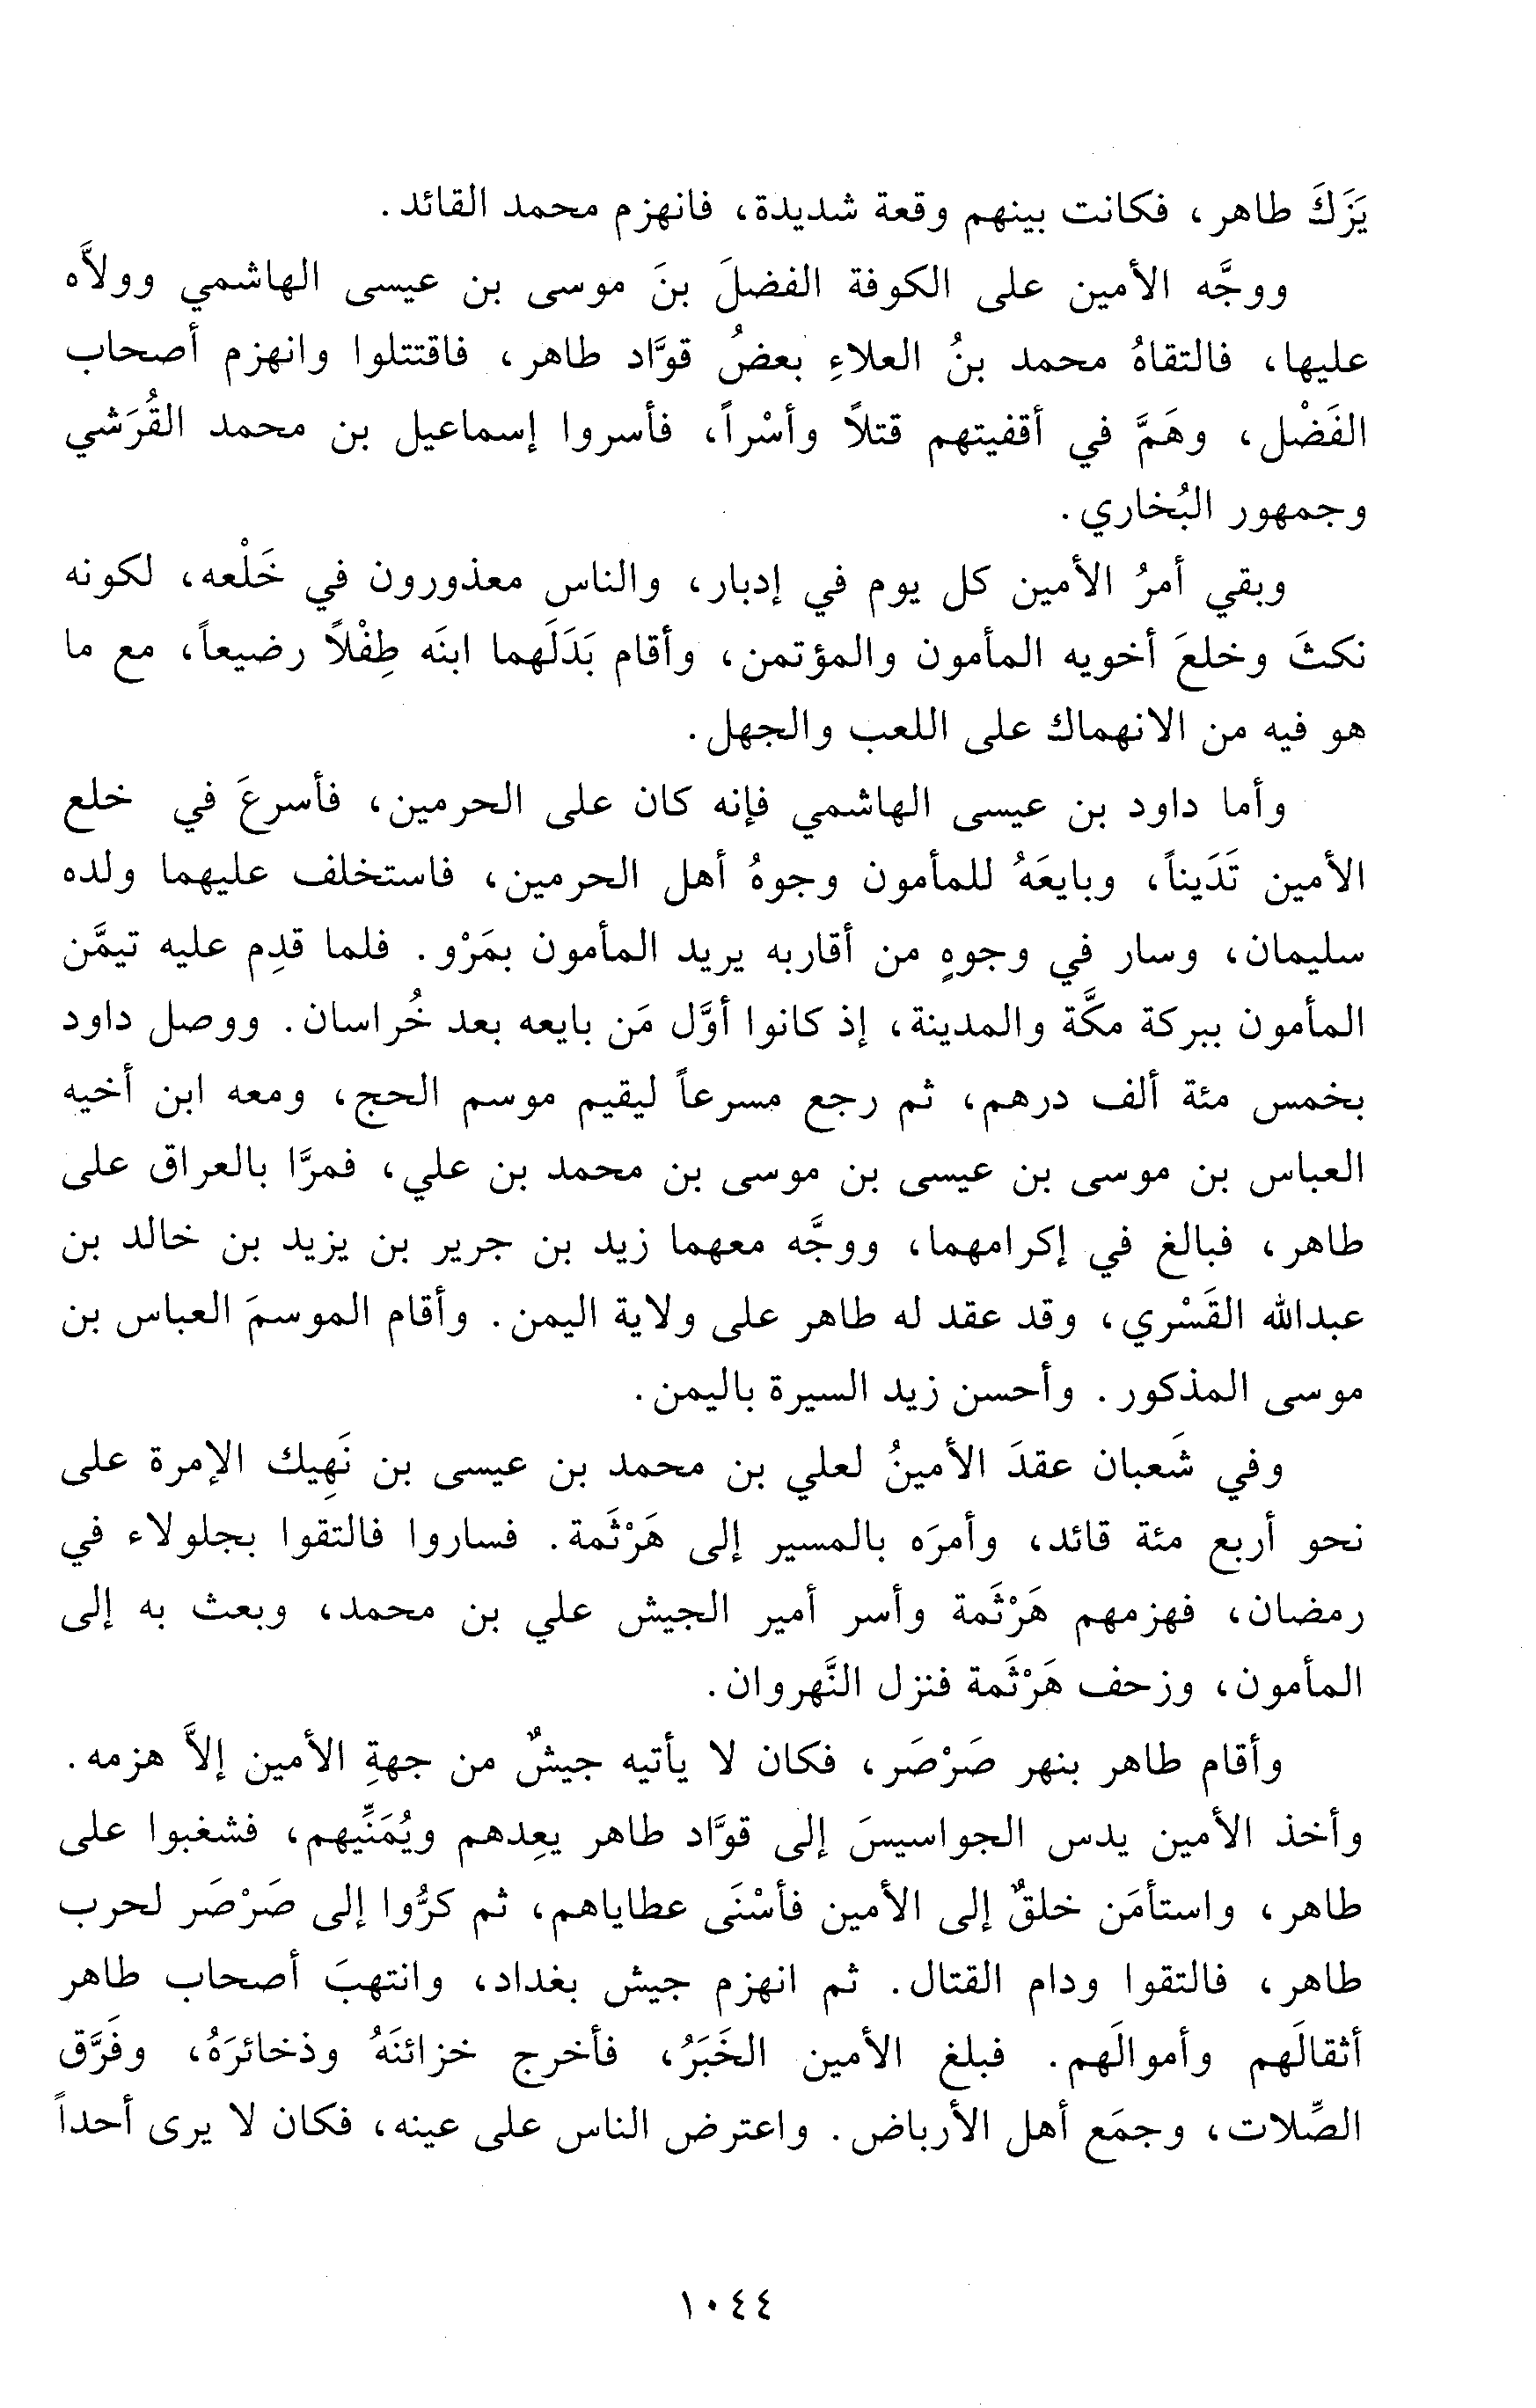 يَزَكَ طاهر، فكانت بينهم وقعة شديدة، فانهزم محمد القائد.
ووجَّه الأمين على الكوفة الفضلَ بنَ موسى بن عيسى الهاشمي وولاَّه
عليها، فالتقاهُ محمد بنُ العلاءِ بعضُ قوَّاد طاهر، فاقتتلوا وانهزم أصحاب
الفَضْل، وهَمَّ في أقفيتهم قتلاً وأسْراً، فأسروا إسماعيل بن محمد القُرَشي
وجمهور البُخاري.
وبقي أمرُ الأمين كل يوم في إدبار، والناس معذورون في خَلْعه، لكونه
نكثَ وخلعَ أخويه المأمون والمؤتمن، وأقام بَدَلَهما ابنَه طِفْلاً رضيعاً، مع ما
هو فيه من الانهماك على اللعب والجهل.
وأما داود بن عيسى الهاشمي فإنه كان على الحرمين، فأسرعَ في خلع
الأمين تَدَيناً، وبايعَهُ للمأمون وجوهُ أهل الحرمين، فاستخلف عليهما ولده
سليمان، وسار في وجوهٍ من أقاربه يريد المأمون بمَرْو. فلما قدِم عليه تيمَّن
المأمون ببركة مكَّة والمدينة، إذ كانوا أوَّل مَن بايعه بعد خُراسان. ووصل داود
بخمس مئة ألف درهم، ثم رجع مسرعاً ليقيم موسم الحج، ومعه ابن أخيه
العباس بن موسى بن عيسى بن موسى بن محمد بن علي، فمرَّا بالعراق على
طاهر، فبالغ في إكرامهما، ووجَّه معهما زيد بن جرير بن يزيد بن خالد بن
عبدالله القَسْري، وقد عقد له طاهر على ولاية اليمن. وأقام الموسمَ العباس بن
موسى المذكور. وأحسن زيد السيرة باليمن.
وفي شَعبان عقدَ الأمينُ لعلي بن محمد بن عيسى بن نَهِيك الإمرة على
نحو أربع مئة قائد، وأمرَه بالمسير إلى هَرْثَمة. فساروا فالتقوا بجلولاء في
رمضان، فهزمهم هَرْثَمة وأسر أمير الجيش علي بن محمد، وبعث به إلى
المأمون، وزحف هَرْثَمة فنزل النَّهروان.
وأقام طاهر بنهر صَرْصَر، فكان لا يأتيه جيشٌ من جهةِ الأمين إلاَّ هزمه.
وأخذ الأمين يدس الجواسيسَ إلى قوَّاد طاهر يعِدهم ويُمَنِّيهم، فشغبوا على
طاهر، واستأمَن خلقٌ إلى الأمين فأسْنَى عطاياهم، ثم كرُّوا إلى صَرْصَر لحرب
طاهر، فالتقوا ودام القتال. ثم انهزم جيش بغداد، وانتهبَ أصحاب طاهر
أثقالَهم وأموالَهم. فبلغ الأمين الخَبَرُ، فأخرج خزائنَهُ وذخائرَهُ، وفَرَّق
الصِّلات، وجمَع أهل الأرباض. واعترض الناس على عينه، فكان لا يرى أحداً
١٠٤٤